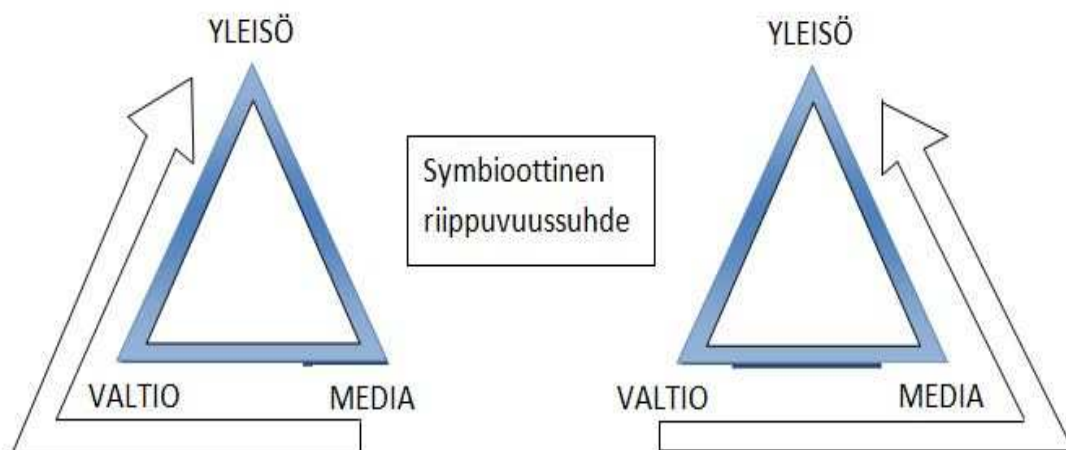 YLEISÖ
YLEISÖ
Symbioottinen
riippuvuussuhde
VALTIO
MEDIA
VALTIO
MEDIA